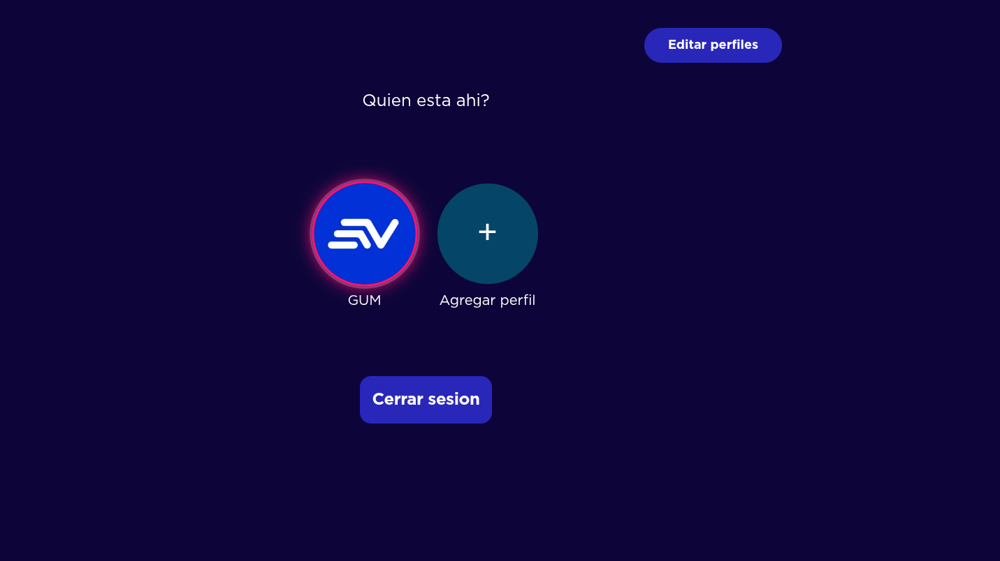 Editar perfiles
Quien esta ahi?
GUM
Agregar perfil
Cerrar sesion